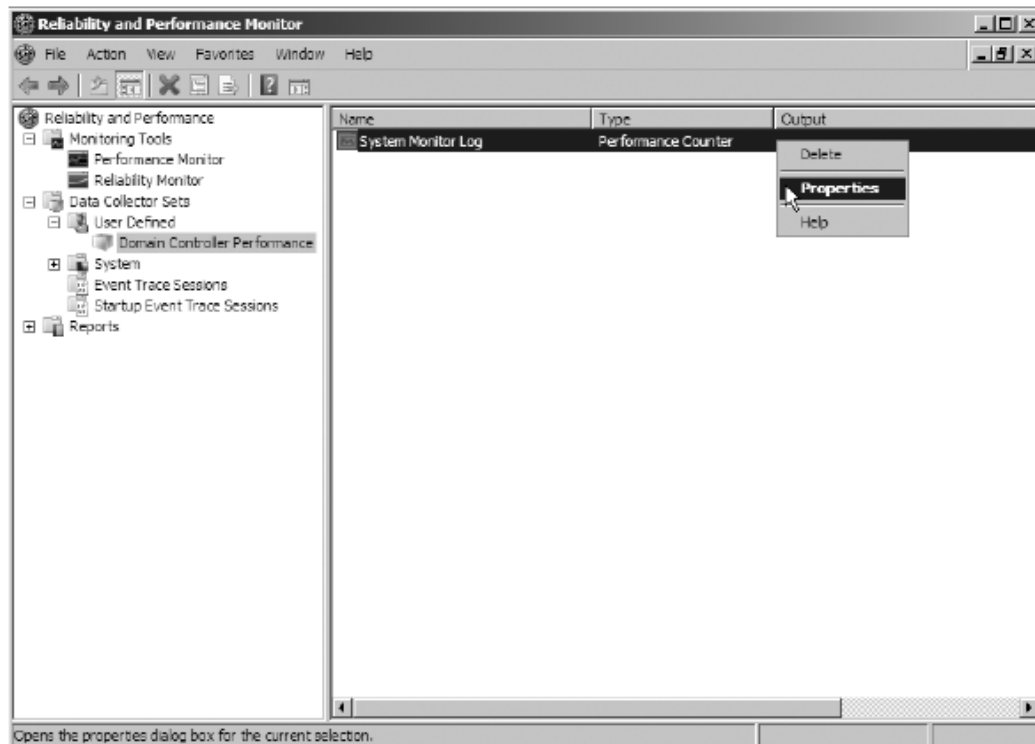 Reliability and Performance Monitor
File Action View Favorites Window Help
Reliability and Performance
Monitoring Tools
Performance Monitor
Reliability Monitor
Data Collector Sets
User Defined
Domain Controller Performance
System
Event Trace Sessions
Startup Event Trace Sessions
Reports
Name Type Output
System Monitor Log Performance Counter
Delete
Properties
Help
Opens the properties dialog box for the current selection.